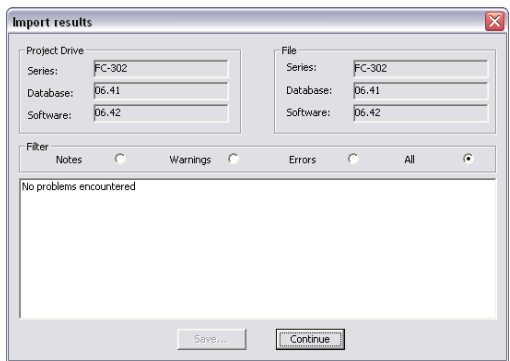 Import results
Project Drive
Series: FC-302
Database: 06.41
Software: 06.42
File
Series: FC-302
Database: 06.41
Software: 06.42
Filter
Notes Warnings Errors All
No problems encountered
Save... Continue